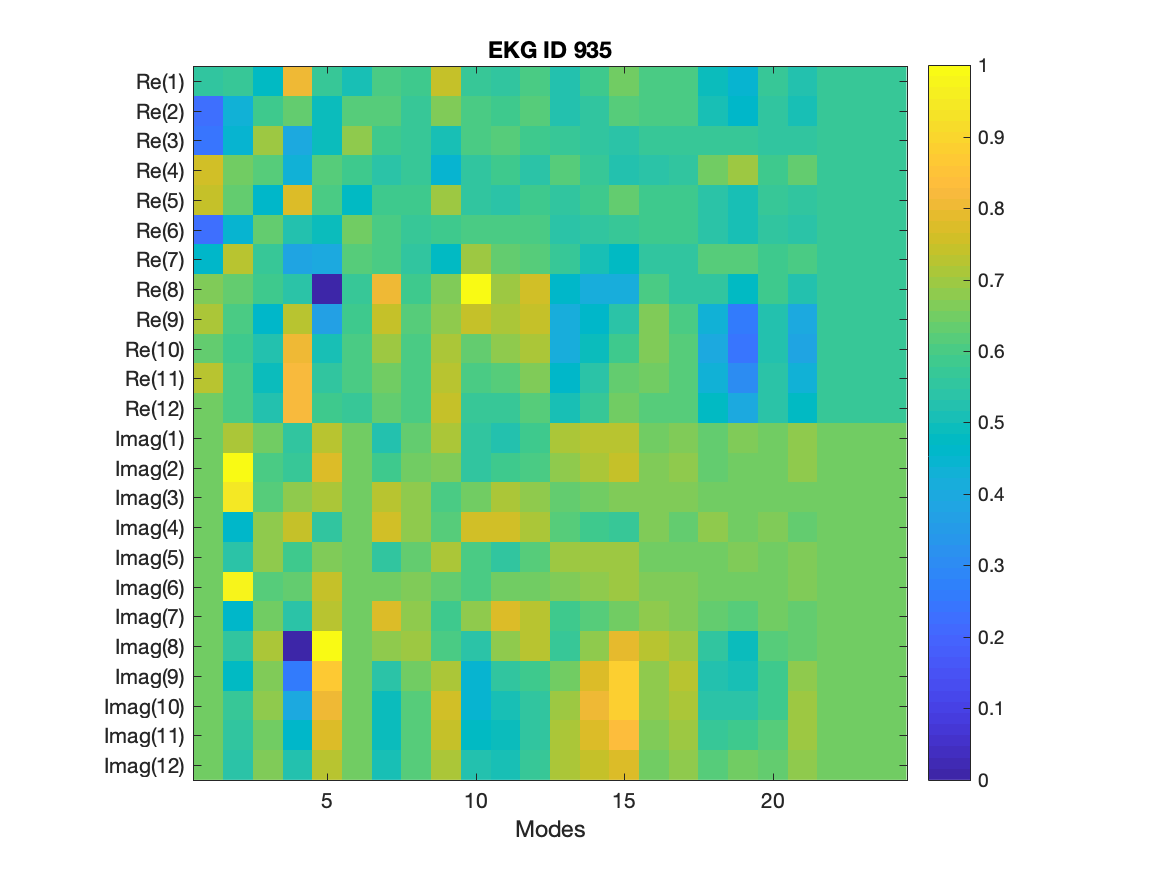 EKG ID 935
Re(1)
Re(2)
Re(3)
Re(4)
Re(5)
Re(6)
Re(7)
Re(8)
Re(9)
Re(10)
Re(11)
Re(12)
Imag(1)
Imag(2)
Imag(3)
Imag(4)
Imag(5)
Imag(6)
Imag(7)
Imag(8)
Imag(9)
Imag(10)
Imag(11)
Imag(12)
5 10 15 20
Modes
1
0.9
0.8
0.7
0.6
0.5
0.4
0.3
0.2
0.1
0